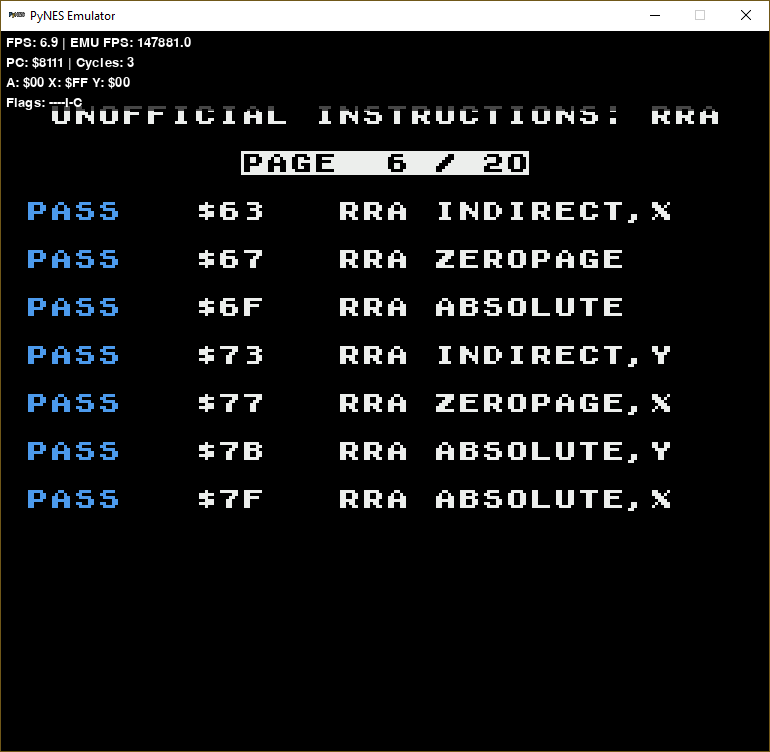 PyNES Emulator
FPS: 6.9 | EMU FPS: 147881.0
PC: $8111 | Cycles: 3
A: $00 X: $FF Y: $00
Flags: ----I-C
UNOFFICIAL INSTRUCTIONS: RRA
PAGE 6 / 20
PASS $63 RRA INDIRECT,X
PASS $67 RRA ZEROPAGE
PASS $6F RRA ABSOLUTE
PASS $73 RRA INDIRECT,Y
PASS $77 RRA ZEROPAGE,X
PASS $7B RRA ABSOLUTE,Y
PASS $7F RRA ABSOLUTE,X